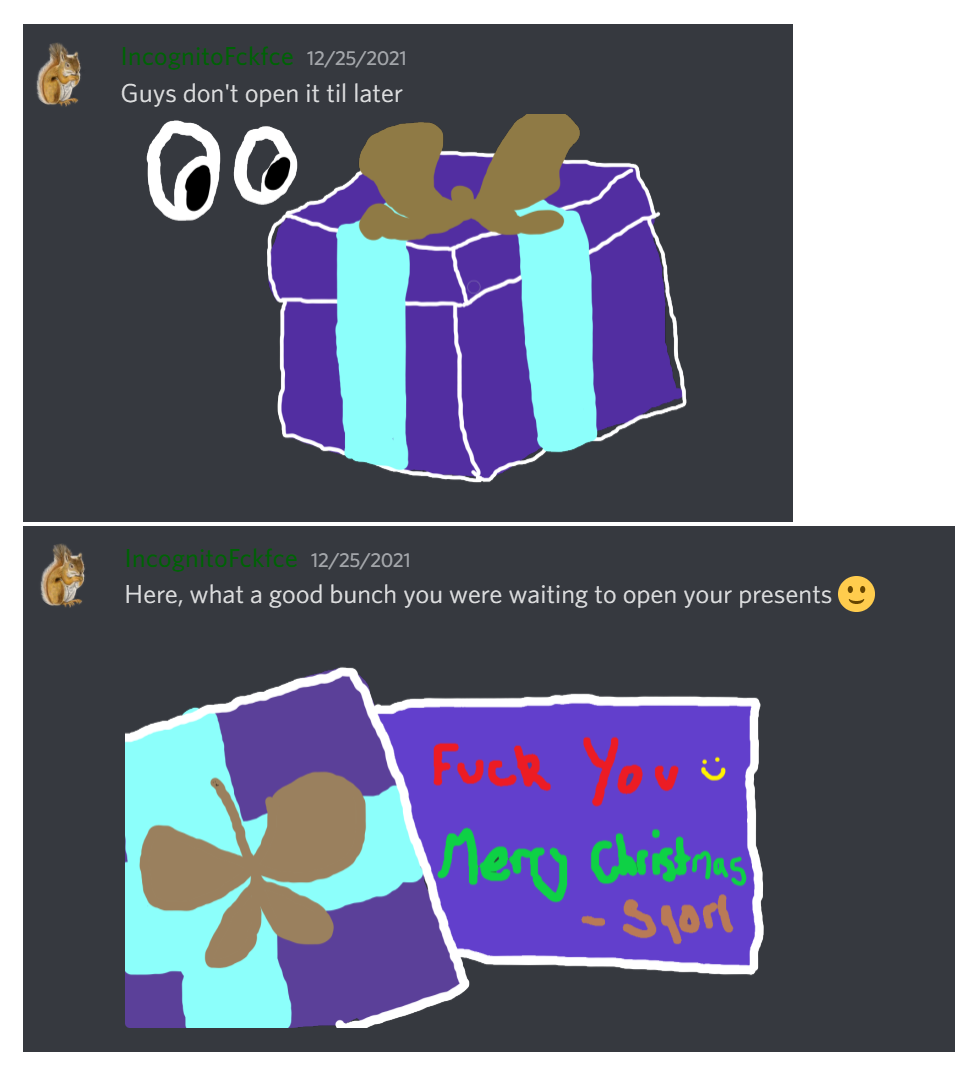 IncognitoFckIce 12/25/2021
Guys don't open it til later
IncognitoFckIce 12/25/2021
Here, what a good bunch you were waiting to open your presents 🙂
Fuck You
Merry Christmas
- Sqorl